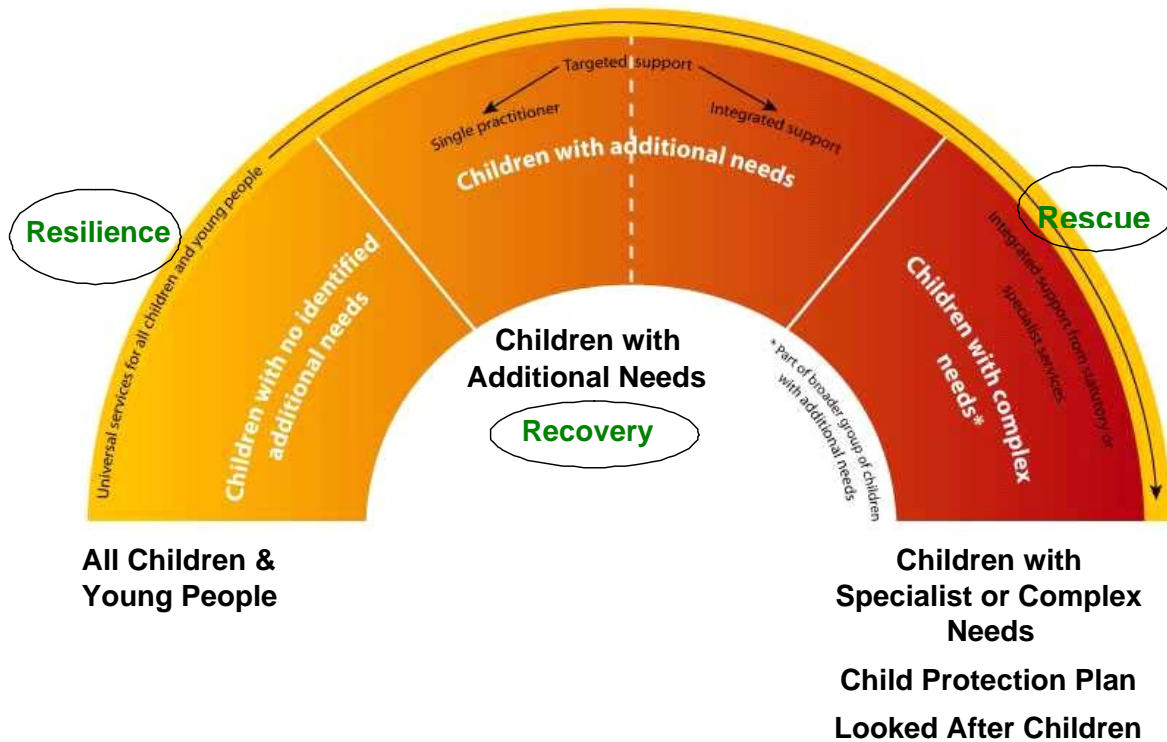 Targeted support
Single practitioner
Integrated support
Children with additional needs
Resilience
Rescue
Universal services for all children and young people
Children with no identified
additional needs
Children with complex
needs*
Integrated support from statutory or
specialist services
Children with
Additional Needs
Recovery
* Part of broader group of children
with additional needs
All Children &
Young People
Children with
Specialist or Complex
Needs
Child Protection Plan
Looked After Children